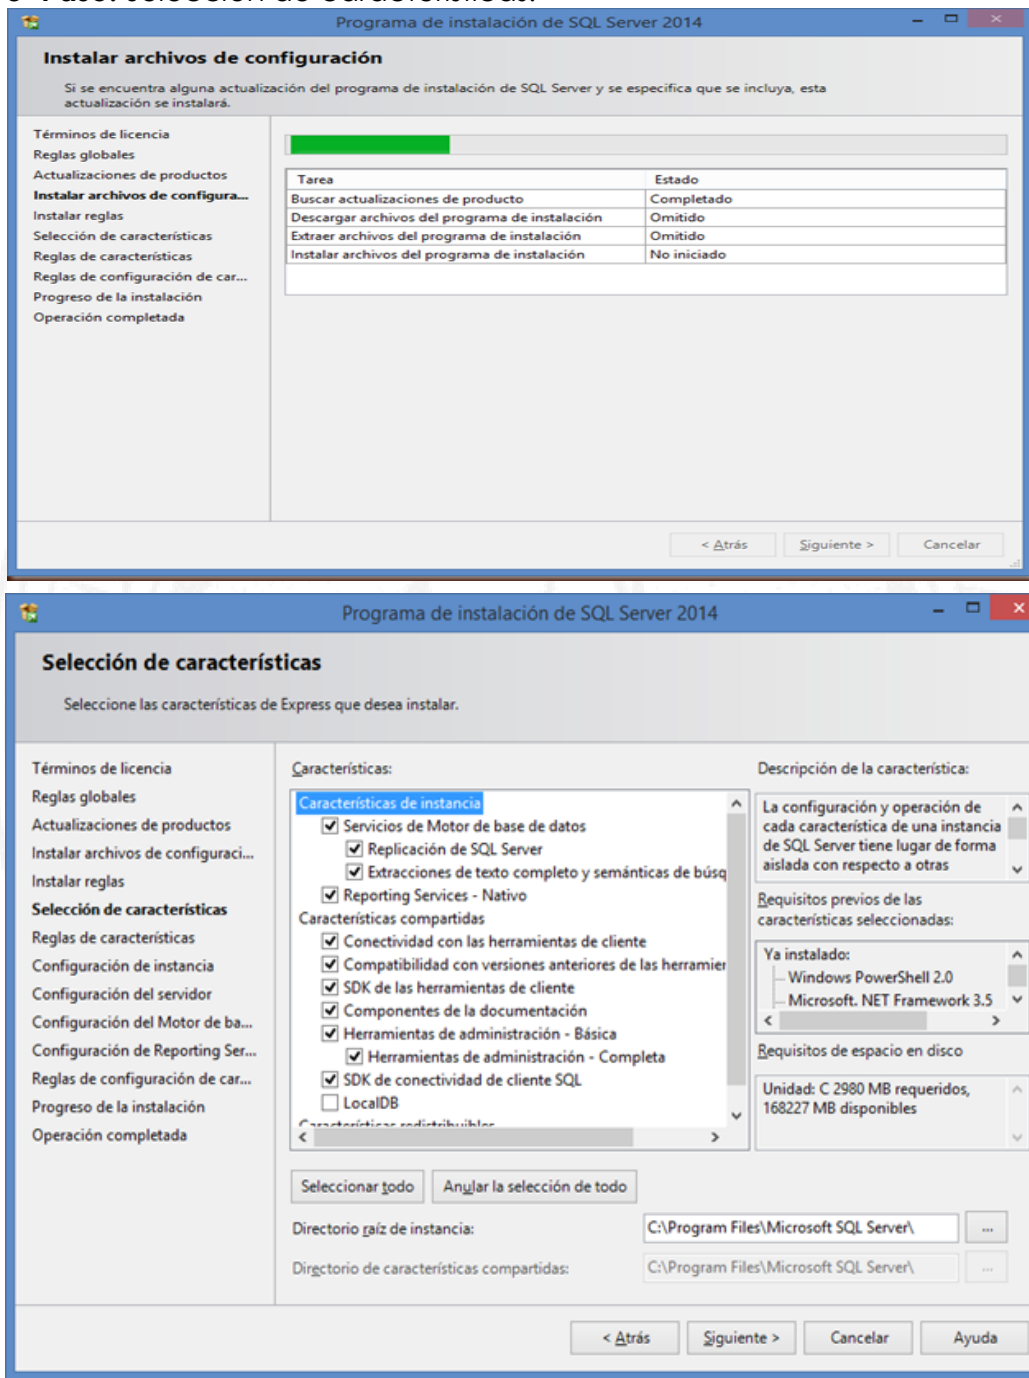 Paso: Selección de Características.
Programa de instalación de SQL Server 2014
Instalar archivos de configuración
Si se encuentra alguna actualización del programa de instalación de SQL Server y se especifica que se incluya, esta
actualización se instalará.
Términos de licencia
Reglas globales
Actualizaciones de productos
Instalar archivos de configura...
Instalar reglas
Selección de características
Reglas de características
Reglas de configuración de car...
Progreso de la instalación
Operación completada
Tarea Estado
Buscar actualizaciones de producto Completado
Descargar archivos del programa de instalación Omitido
Extraer archivos del programa de instalación Omitido
Instalar archivos del programa de instalación No iniciado
< Atrás Siguiente > Cancelar
Programa de instalación de SQL Server 2014
Selección de características
Seleccione las características de Express que desea instalar.
Términos de licencia
Reglas globales
Actualizaciones de productos
Instalar archivos de configuraci...
Instalar reglas
Selección de características
Reglas de características
Configuración de instancia
Configuración del servidor
Configuración del Motor de ba...
Configuración de Reporting Ser...
Reglas de configuración de car...
Progreso de la instalación
Operación completada
Características:
Características de instancia
Servicios de Motor de base de datos
Replicación de SQL Server
Extracciones de texto completo y semánticas de búsq
Reporting Services - Nativo
Características compartidas
Conectividad con las herramientas de cliente
Compatibilidad con versiones anteriores de las herramier
SDK de las herramientas de cliente
Componentes de la documentación
Herramientas de administración - Básica
Herramientas de administración - Completa
SDK de conectividad de cliente SQL
LocalDB
Características redistribuibles
Descripción de la característica:
La configuración y operación de
cada característica de una instancia
de SQL Server tiene lugar de forma
aislada con respecto a otras
Requisitos previos de las
características seleccionadas:
Ya instalado:
Windows PowerShell 2.0
Microsoft. NET Framework 3.5
Requisitos de espacio en disco
Unidad: C 2980 MB requeridos,
168227 MB disponibles
Seleccionar todo Anular la selección de todo
Directorio raíz de instancia: C:\Program Files\Microsoft SQL Server\ ...
Directorio de características compartidas: C:\Program Files\Microsoft SQL Server\ ...
< Atrás Siguiente > Cancelar Ayuda